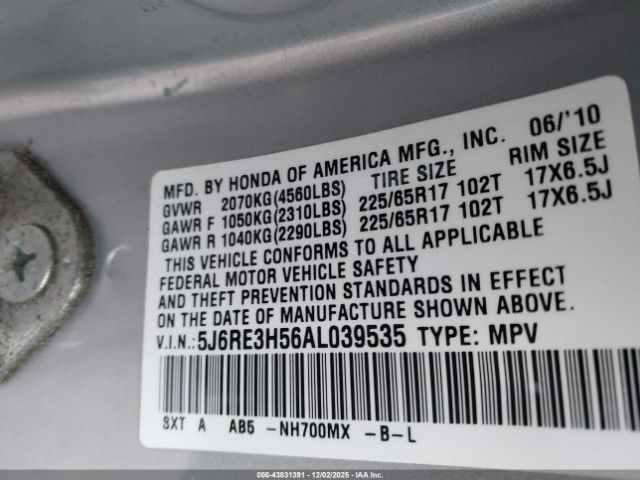 MFD. BY HONDA OF AMERICA MFG., INC. 06/'10
GVWR 2070KG(4560LBS) TIRE SIZE RIM SIZE
GAWR F 1050KG(2310LBS) 225/65R17 102T 17X6.5J
GAWR R 1040KG(2290LBS) 225/65R17 102T 17X6.5J
THIS VEHICLE CONFORMS TO ALL APPLICABLE
FEDERAL MOTOR VEHICLE SAFETY
AND THEFT PREVENTION STANDARDS IN EFFECT
ON THE DATE OF MANUFACTURE SHOWN ABOVE.
V.I.N.: 5J6RE3H56AL039535 TYPE: MPV
SXT A AB5 -NH700MX -B-L
00-43831391 - 12/02/2025 - IAA Inc.